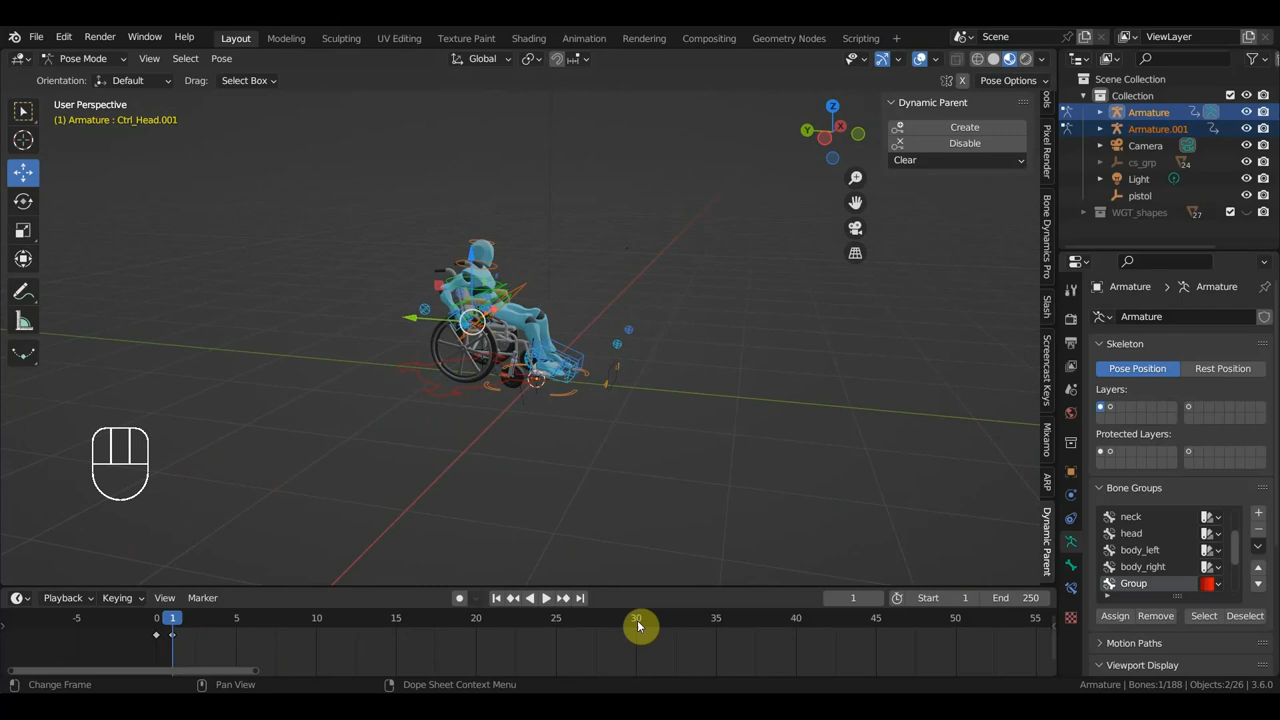 File Edit Render Window Help Layout Modeling Sculpting UV Editing Texture Paint Shading Animation Rendering Compositing Geometry Nodes Scripting + Scene ViewLayer
Pose Mode View Select Pose Global
Orientation: Default Drag: Select Box X Pose Options
User Perspective
(1) Armature : Ctrl_Head.001
Z
Y
X
Dynamic Parent
Create
Disable
Clear
Pixel Render
Bone Dynamics Pro
Slash
Screencast Keys
Mixamo
ARP
Dynamic Parent
Scene Collection
Collection
Armature
Armature.001
Camera
cs_grp 24
Light
pistol
WGT_shapes 27
Armature Armature
Armature
Skeleton
Pose Position Rest Position
Layers:
Protected Layers:
Bone Groups
neck
head
body_left
body_right
Group
Assign Remove Select Deselect
Motion Paths
Viewport Display
Playback Keying View Marker 1 Start 1 End 250
-5 0 1 5 10 15 20 25 30 35 40 45 50 55
Change Frame Pan View Dope Sheet Context Menu Armature | Bones:1/188 | Objects:2/26 | 3.6.0